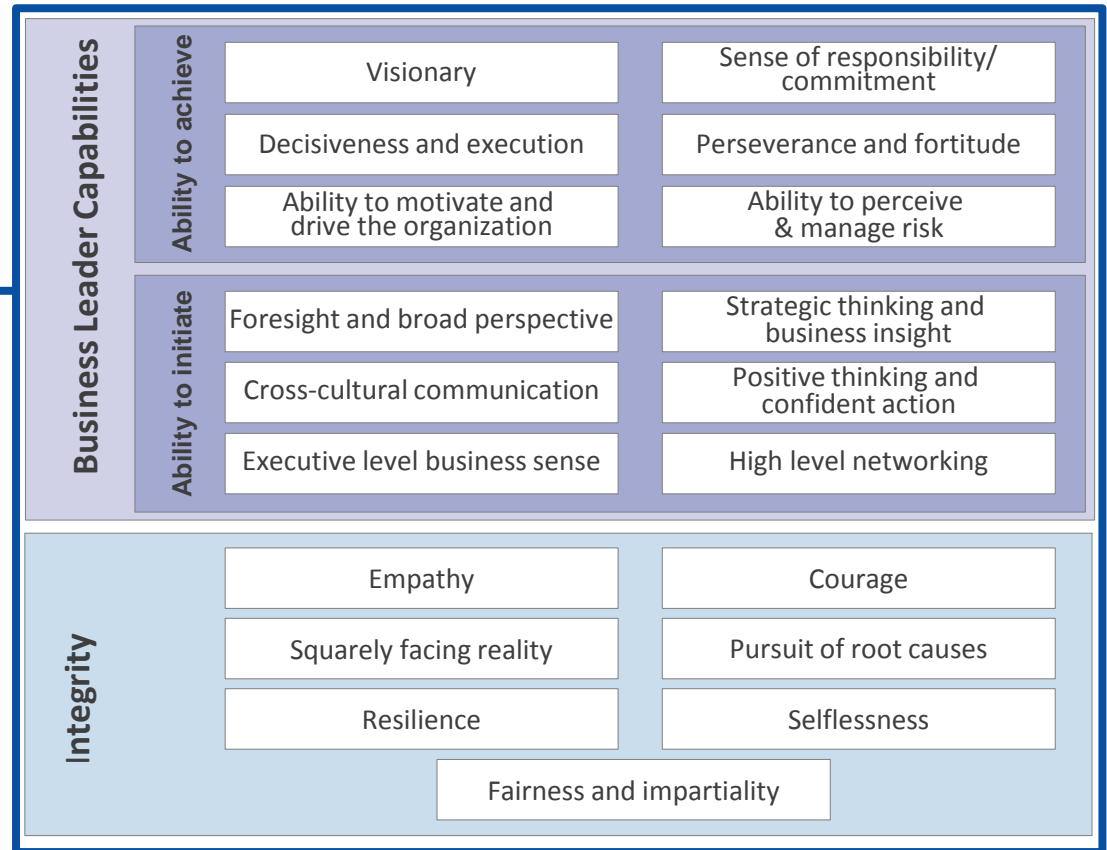 Business Leader Capabilities
Ability to achieve
Visionary
Sense of responsibility/
commitment
Decisiveness and execution
Perseverance and fortitude
Ability to motivate and
drive the organization
Ability to perceive
& manage risk
Ability to initiate
Foresight and broad perspective
Strategic thinking and
business insight
Cross-cultural communication
Positive thinking and
confident action
Executive level business sense
High level networking
Integrity
Empathy
Courage
Squarely facing reality
Pursuit of root causes
Resilience
Selflessness
Fairness and impartiality